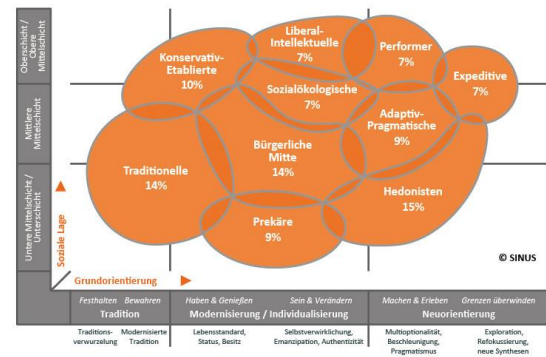 Oberschicht /
Obere
Mittelschicht
Mittlere
Mittelschicht
Untere Mittelschicht /
Unterschicht
Soziale Lage
Konservativ-
Etablierte
10%
Liberal-
Intellektuelle
7%
Performer
7%
Expeditive
7%
Sozialökologische
7%
Adaptiv-
Pragmatische
9%
Traditionelle
14%
Bürgerliche
Mitte
14%
Hedonisten
15%
Prekäre
9%
© SINUS
Grundorientierung
Festhalten Bewahren
Tradition
Haben & Genießen Sein & Verändern
Modernisierung / Individualisierung
Machen & Erleben Grenzen überwinden
Neuorientierung
Traditions-
verwurzelung
Modernisierte
Tradition
Lebensstandard,
Status, Besitz
Selbstverwirklichung,
Emanzipation, Authentizität
Multioptionalität,
Beschleunigung,
Pragmatismus
Exploration,
Refokussierung,
neue Synthesen